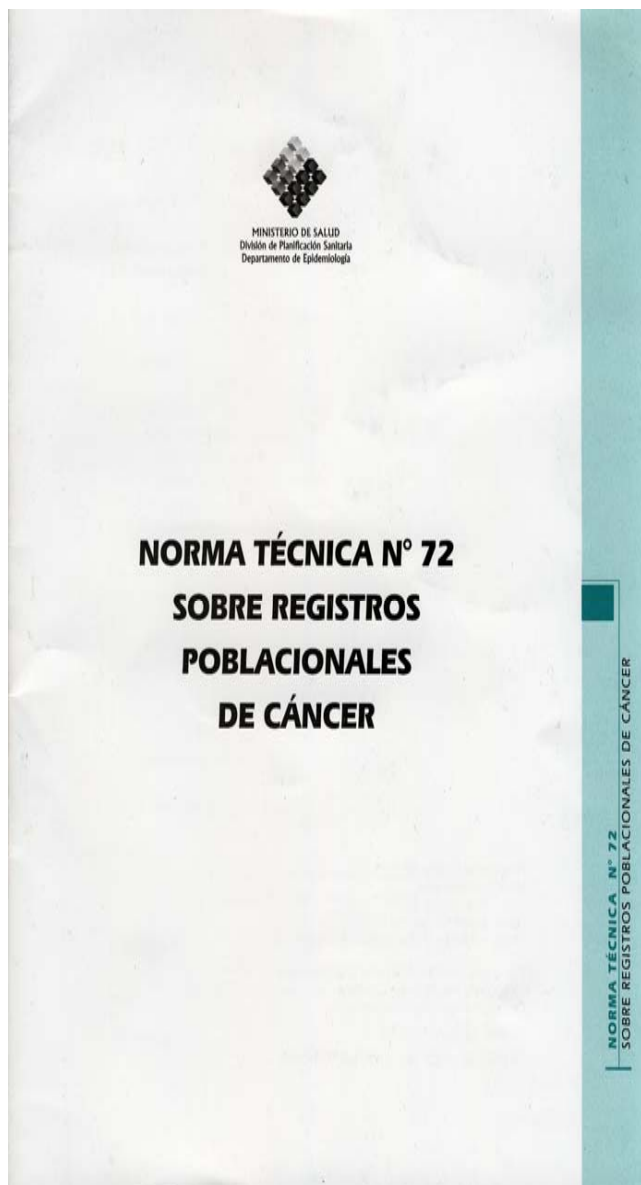 MINISTERIO DE SALUD
División de Planificación Sanitaria
Departamento de Epidemiología
NORMA TÉCNICA N° 72
SOBRE REGISTROS
POBLACIONALES
DE CÁNCER
NORMA TÉCNICA N° 72
SOBRE REGISTROS POBLACIONALES DE CÁNCER